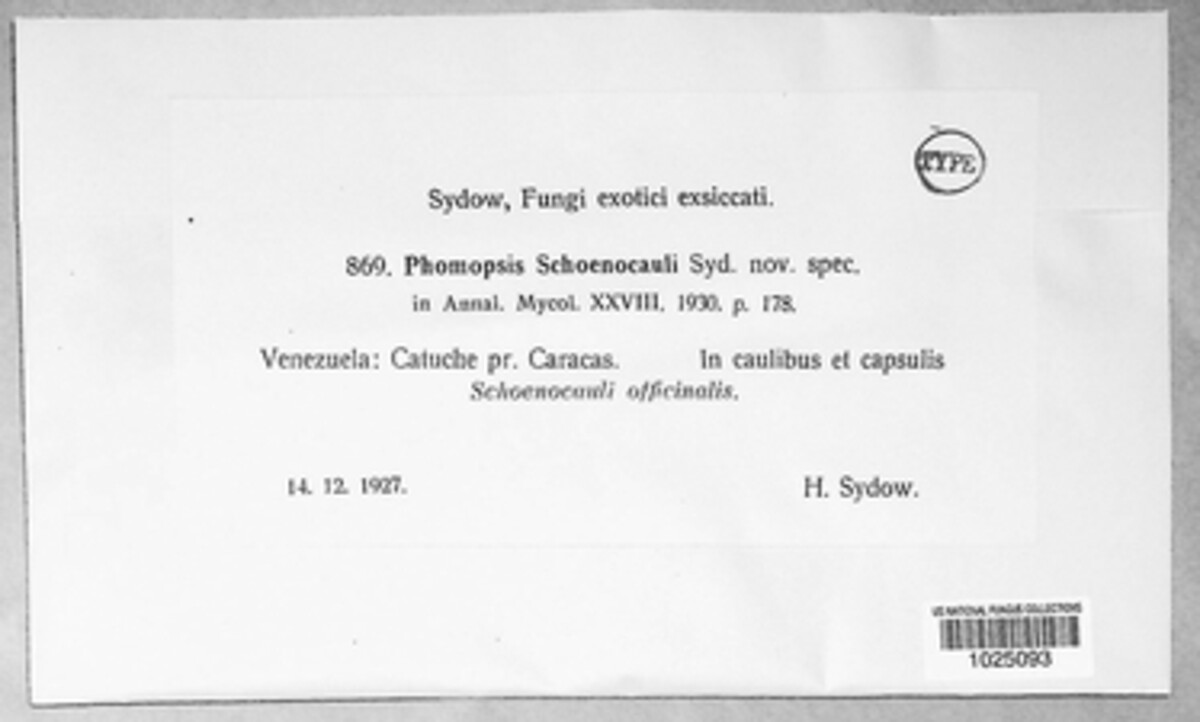 TYPE
Sydow, Fungi exotici exsiccati.
869. Phomopsis Schoenocauli Syd. nov. spec.
in Annal. Mycol. XXVIII, 1930, p. 178.
Venezuela: Catuche pr. Caracas. In caulibus et capsulis
Schoenocauli officinalis.
14. 12. 1927. H. Sydow.
US NATIONAL FUNGUS COLLECTIONS
1025093